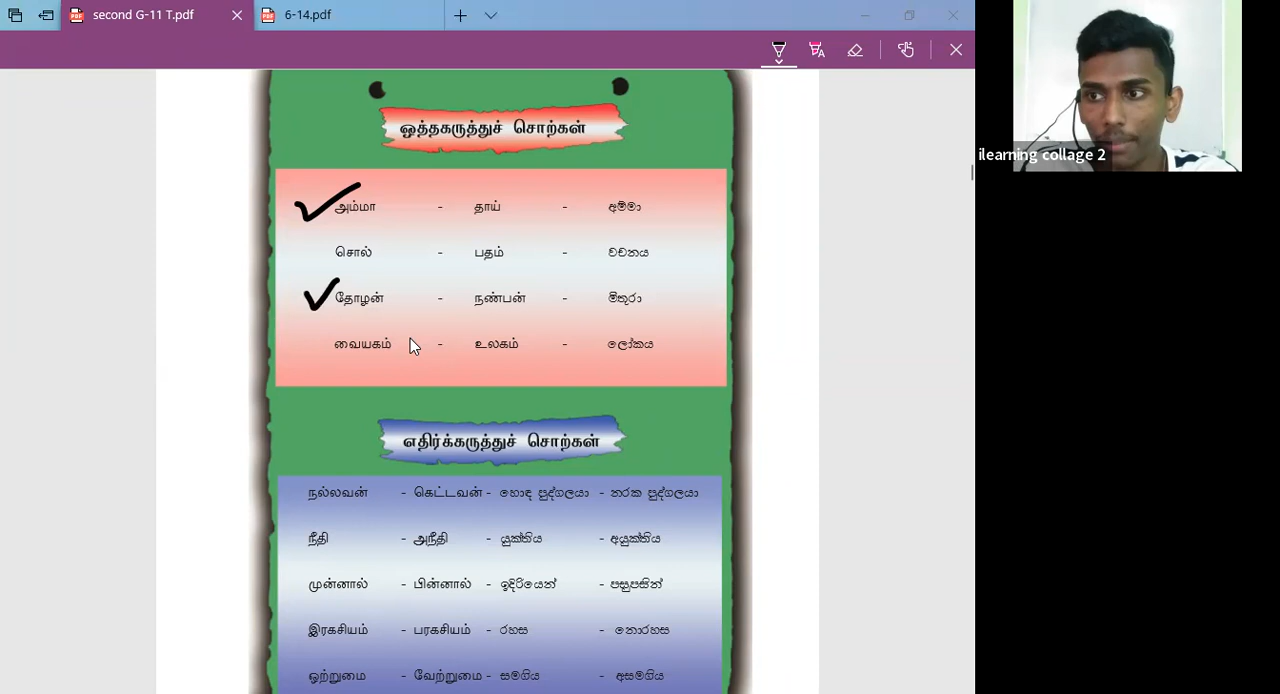 second G-11 T.pdf
6-14.pdf
ilearning collage 2
ஒத்தகருத்துச் சொற்கள்
அம்மா - தாய் - අම්මා
சொல் - பதம் - වචනය
தோழன் - நண்பன் - මිතුරා
வையகம் - உலகம் - ලෝකය
எதிர்க்கருத்துச் சொற்கள்
நல்லவன் - கெட்டவன் - හොඳ පුද්ගලයා - නරක පුද්ගලයා
நீதி - அநீதி - යුක්තිය - අයුක්තිය
முன்னால் - பின்னால் - ඉදිරියෙන් - පසුපසින්
இரகசியம் - பரகசியம் - රහස - නොරහස
ஒற்றுமை - வேற்றுமை - සමගිය - අසමගිය